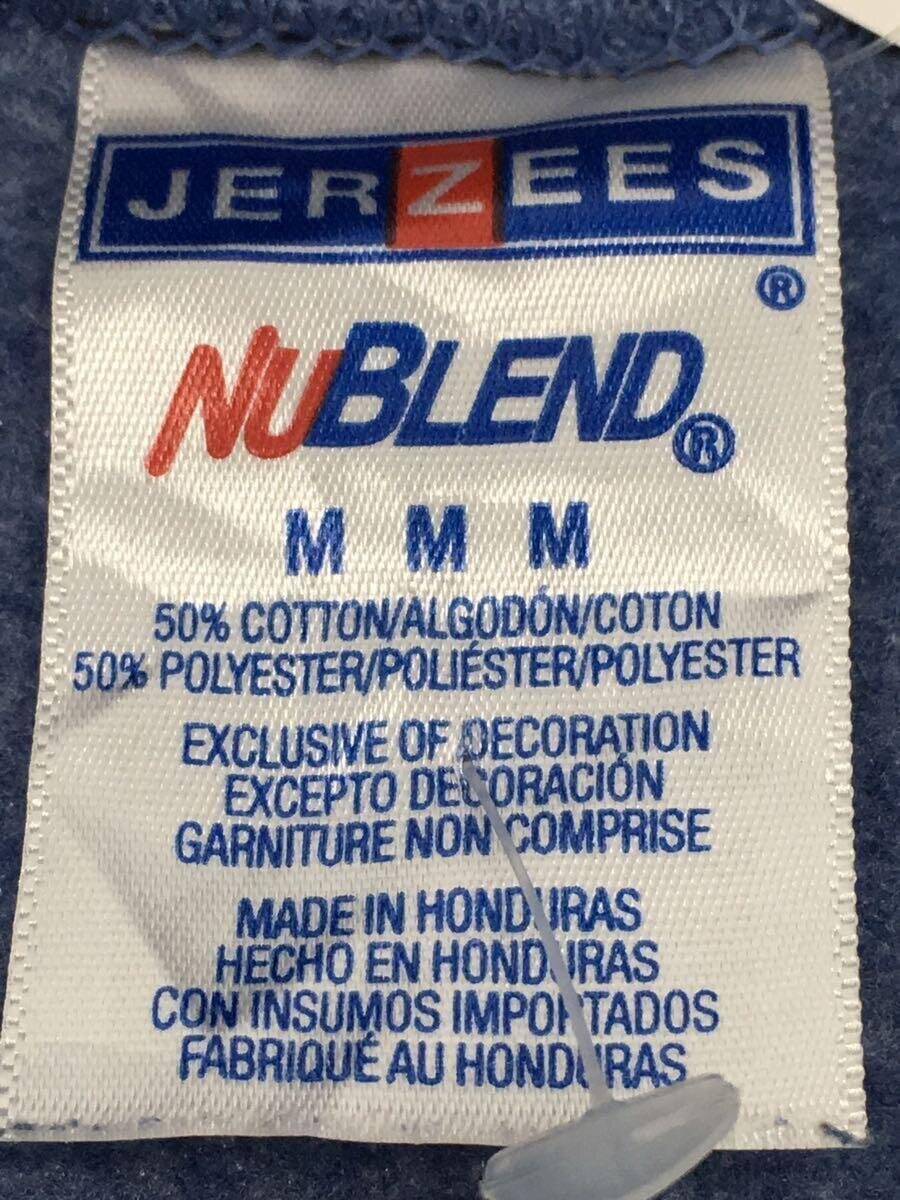 JERZEES
®
NUBLEND®
M M M
50% COTTON/ALGODÓN/COTON
50% POLYESTER/POLIÉSTER/POLYESTER
EXCLUSIVE OF DECORATION
EXCEPTO DECORACIÓN
GARNITURE NON COMPRISE
MADE IN HONDURAS
HECHO EN HONDURAS
CON INSUMOS IMPORTADOS
FABRIQUÉ AU HONDURAS